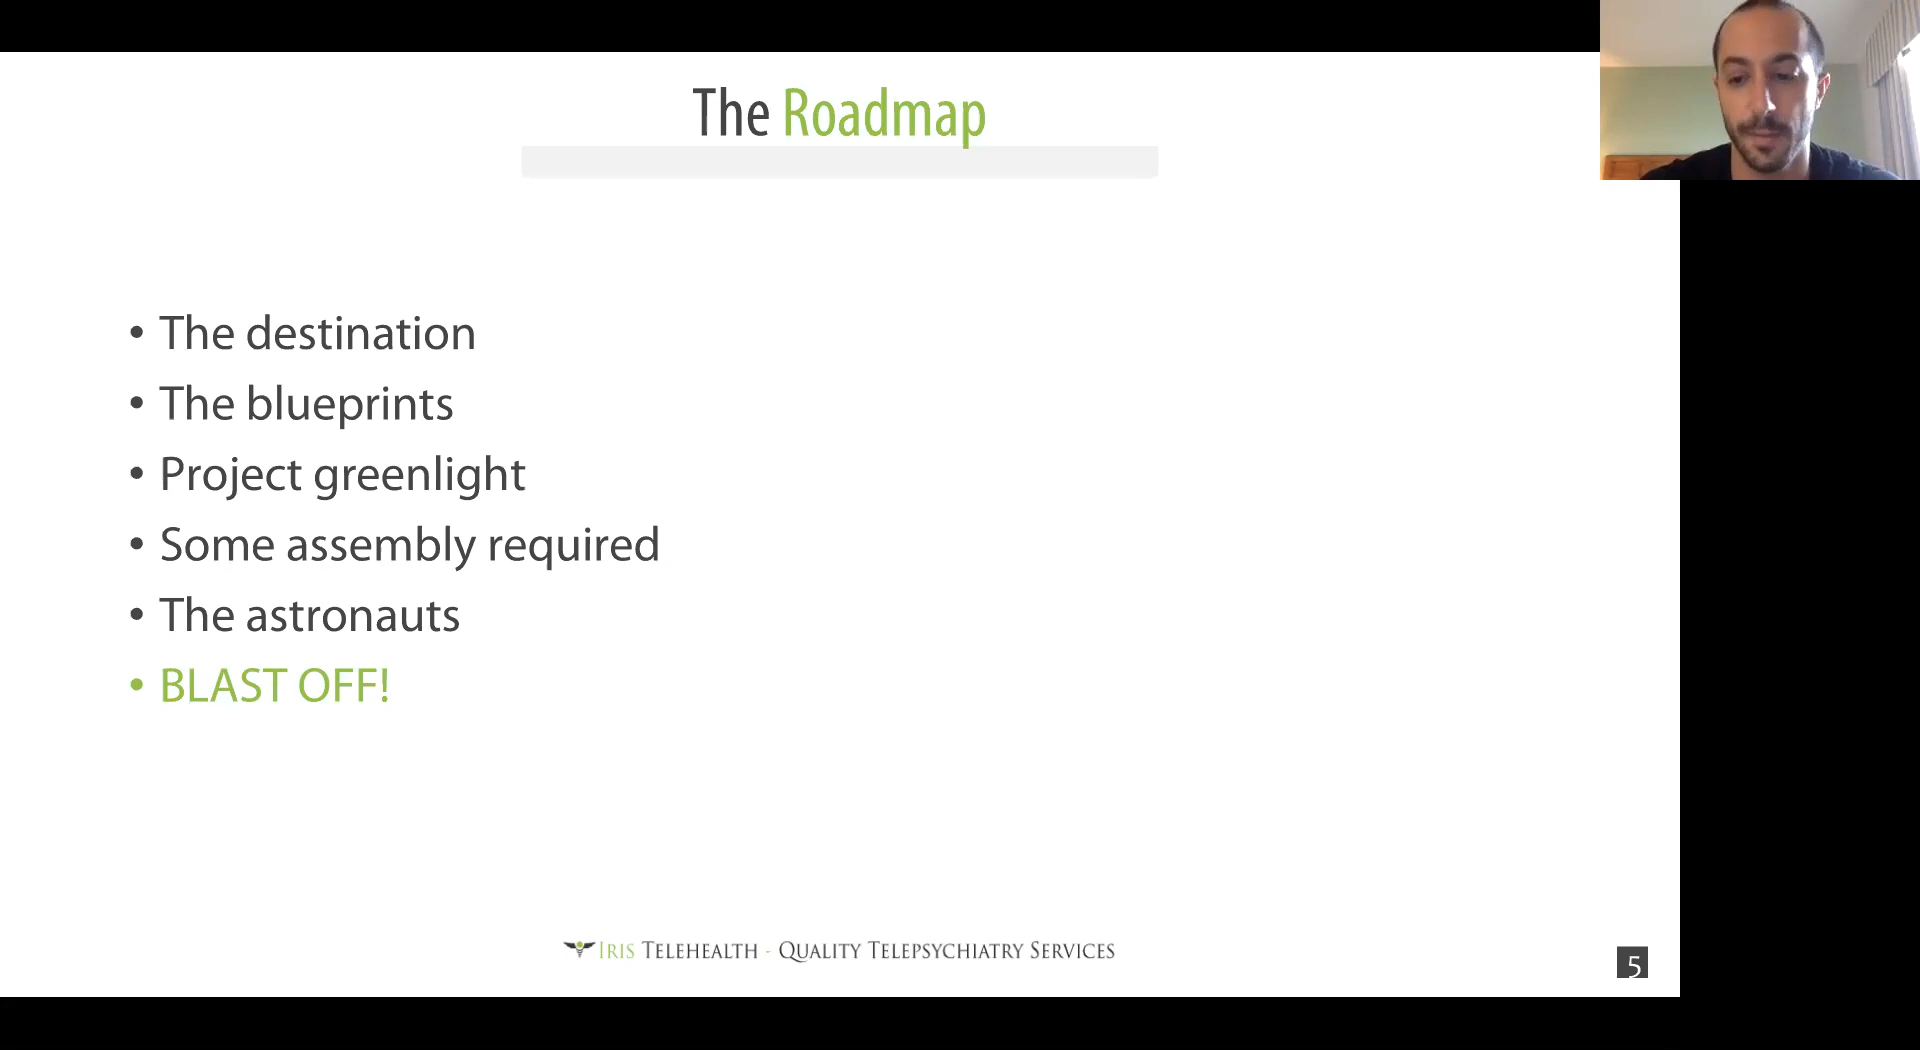 The Roadmap
• The destination
• The blueprints
• Project greenlight
• Some assembly required
• The astronauts
• BLAST OFF!
IRIS TELEHEALTH - QUALITY TELEPSYCHIATRY SERVICES
5